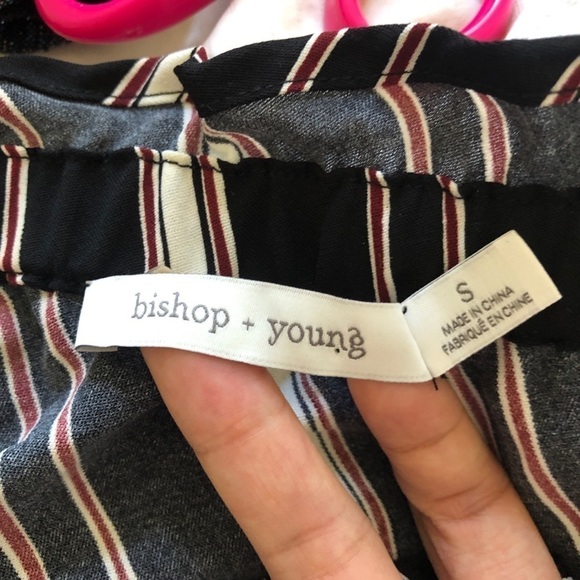 bishop + young
S
MADE IN CHINA
FABRIQUÉ EN CHINE